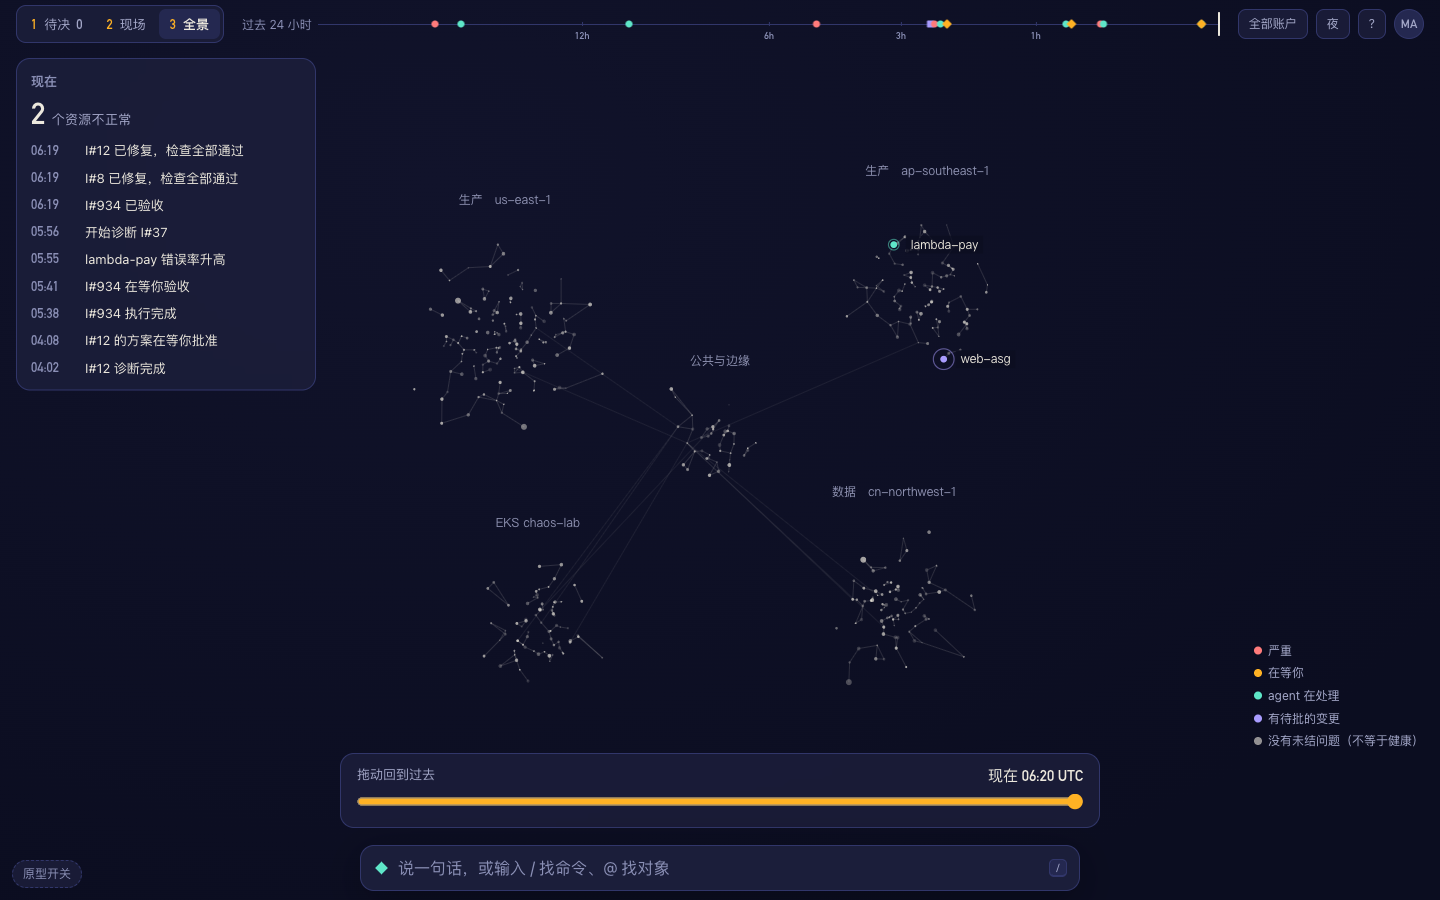 1 待决 0 2 现场 3 全景
过去 24 小时
12h 6h 3h 1h
全部账户 夜 ? MA
现在
2 个资源不正常
06:19 I#12 已修复，检查全部通过
06:19 I#8 已修复，检查全部通过
06:19 I#934 已验收
05:56 开始诊断 I#37
05:55 lambda-pay 错误率升高
05:41 I#934 在等你验收
05:38 I#934 执行完成
04:08 I#12 的方案在等你批准
04:02 I#12 诊断完成
生产 us-east-1
生产 ap-southeast-1
lambda-pay
web-asg
公共与边缘
数据 cn-northwest-1
EKS chaos-lab
严重
在等你
agent 在处理
有待批的变更
没有未结问题（不等于健康）
拖动回到过去
现在 06:20 UTC
说一句话，或输入 / 找命令、@ 找对象
/
原型开关